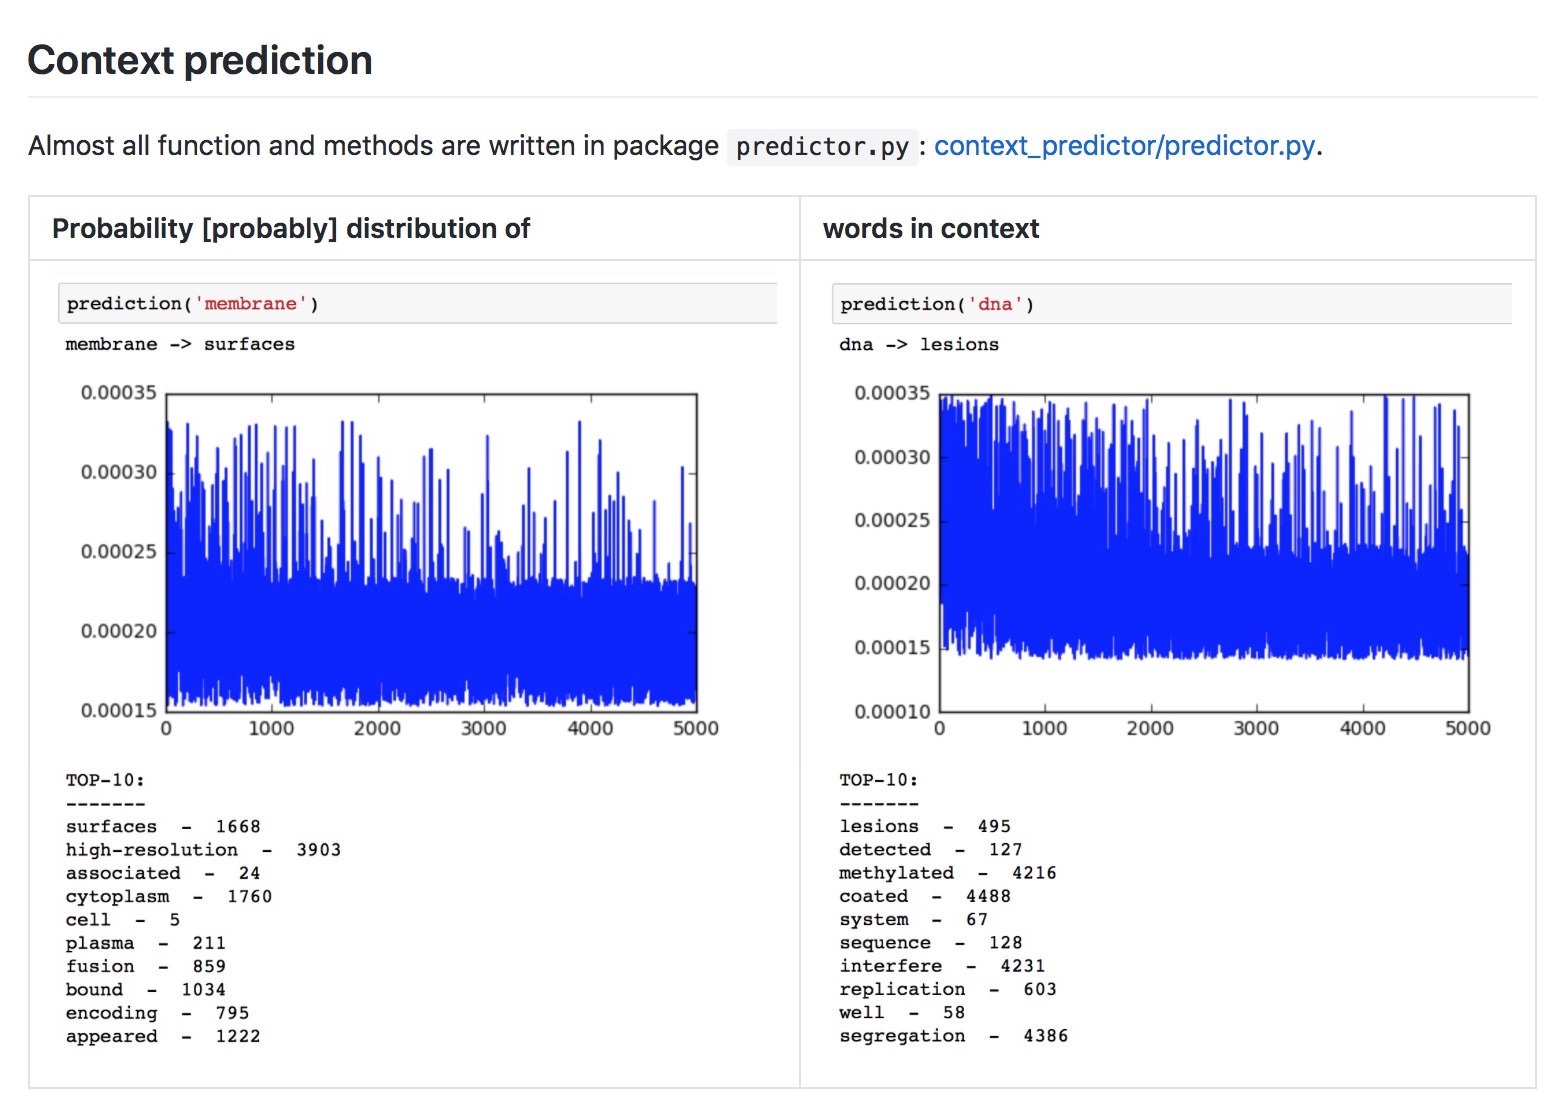 Context prediction
Almost all function and methods are written in package predictor.py : context_predictor/predictor.py.
Probability [probably] distribution of
words in context
prediction('membrane')
membrane -> surfaces
0.00035
0.00030
0.00025
0.00020
0.00015
0 1000 2000 3000 4000 5000
TOP-10:
-------
surfaces - 1668
high-resolution - 3903
associated - 24
cytoplasm - 1760
cell - 5
plasma - 211
fusion - 859
bound - 1034
encoding - 795
appeared - 1222
prediction('dna')
dna -> lesions
0.00035
0.00030
0.00025
0.00020
0.00015
0.00010
0 1000 2000 3000 4000 5000
TOP-10:
-------
lesions - 495
detected - 127
methylated - 4216
coated - 4488
system - 67
sequence - 128
interfere - 4231
replication - 603
well - 58
segregation - 4386